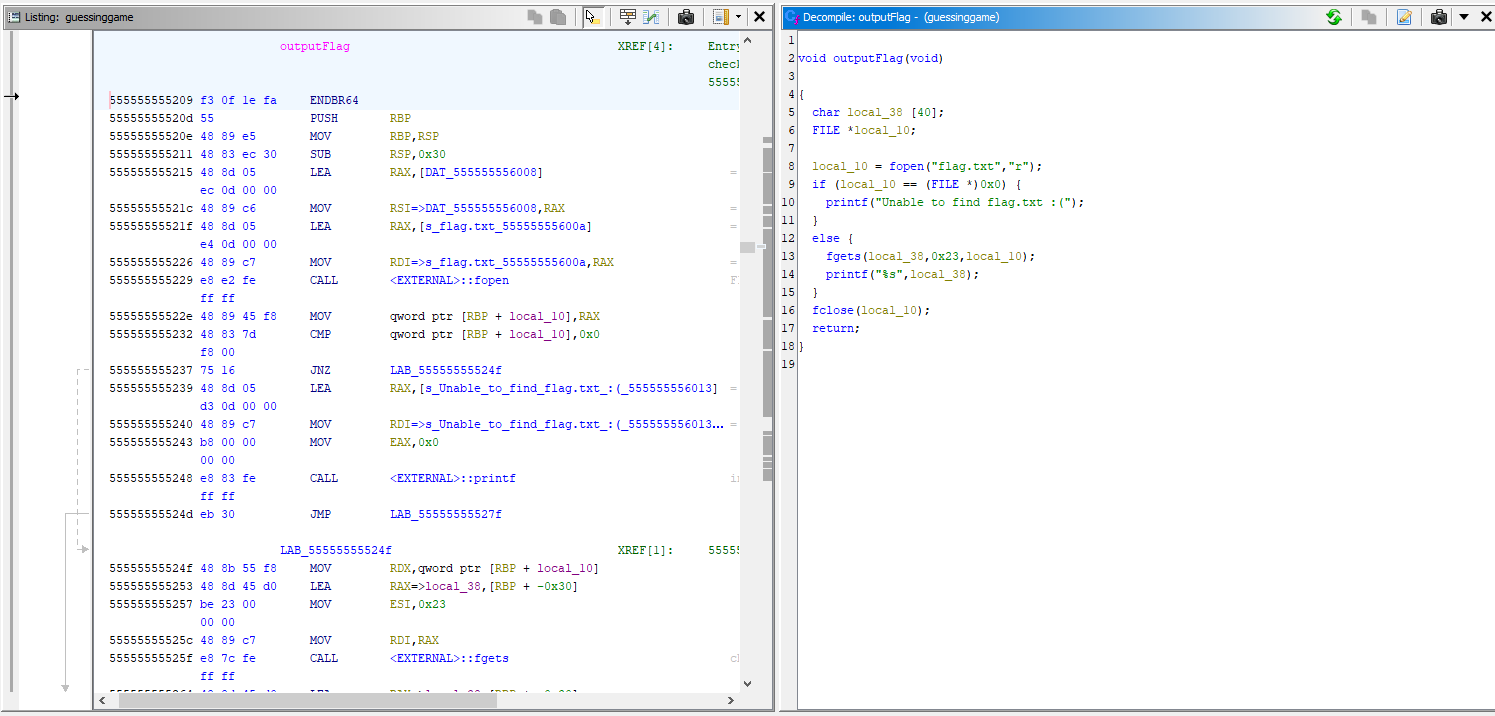 Listing: guessinggame
outputFlag XREF[4]: Entry
chec
55555
555555555209 f3 0f 1e fa ENDBR64
55555555520d 55 PUSH RBP
55555555520e 48 89 e5 MOV RBP,RSP
555555555211 48 83 ec 30 SUB RSP,0x30
555555555215 48 8d 05 LEA RAX,[DAT_555555556008] =
ec 0d 00 00
55555555521c 48 89 c6 MOV RSI=>DAT_555555556008,RAX =
55555555521f 48 8d 05 LEA RAX,[s_flag.txt_55555555600a] =
e4 0d 00 00
555555555226 48 89 c7 MOV RDI=>s_flag.txt_55555555600a,RAX =
555555555229 e8 e2 fe CALL <EXTERNAL>::fopen
ff ff
55555555522e 48 89 45 f8 MOV qword ptr [RBP + local_10],RAX
555555555232 48 83 7d CMP qword ptr [RBP + local_10],0x0
f8 00
555555555237 75 16 JNZ LAB_55555555524f
555555555239 48 8d 05 LEA RAX,[s_Unable_to_find_flag.txt_:(_555555556013] =
d3 0d 00 00
555555555240 48 89 c7 MOV RDI=>s_Unable_to_find_flag.txt_:(_555555556013... =
555555555243 b8 00 00 MOV EAX,0x0
00 00
555555555248 e8 83 fe CALL <EXTERNAL>::printf in
ff ff
55555555524d eb 30 JMP LAB_55555555527f
LAB_55555555524f XREF[1]: 55555
55555555524f 48 8b 55 f8 MOV RDX,qword ptr [RBP + local_10]
555555555253 48 8d 45 d0 LEA RAX=>local_38,[RBP + -0x30]
555555555257 be 23 00 MOV ESI,0x23
00 00
55555555525c 48 89 c7 MOV RDI,RAX
55555555525f e8 7c fe CALL <EXTERNAL>::fgets
ff ff
Decompile: outputFlag - (guessinggame)
1
2 void outputFlag(void)
3
4 {
5 char local_38 [40];
6 FILE *local_10;
7
8 local_10 = fopen("flag.txt","r");
9 if (local_10 == (FILE *)0x0) {
10 printf("Unable to find flag.txt :(");
11 }
12 else {
13 fgets(local_38,0x23,local_10);
14 printf("%s",local_38);
15 }
16 fclose(local_10);
17 return;
18 }
19